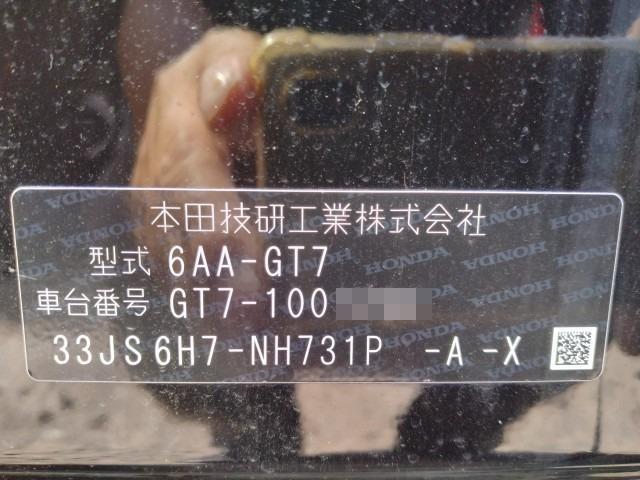 本田技研工業株式会社
型式 6AA-GT7
車台番号 GT7-100
33JS6H7-NH731P -A -X